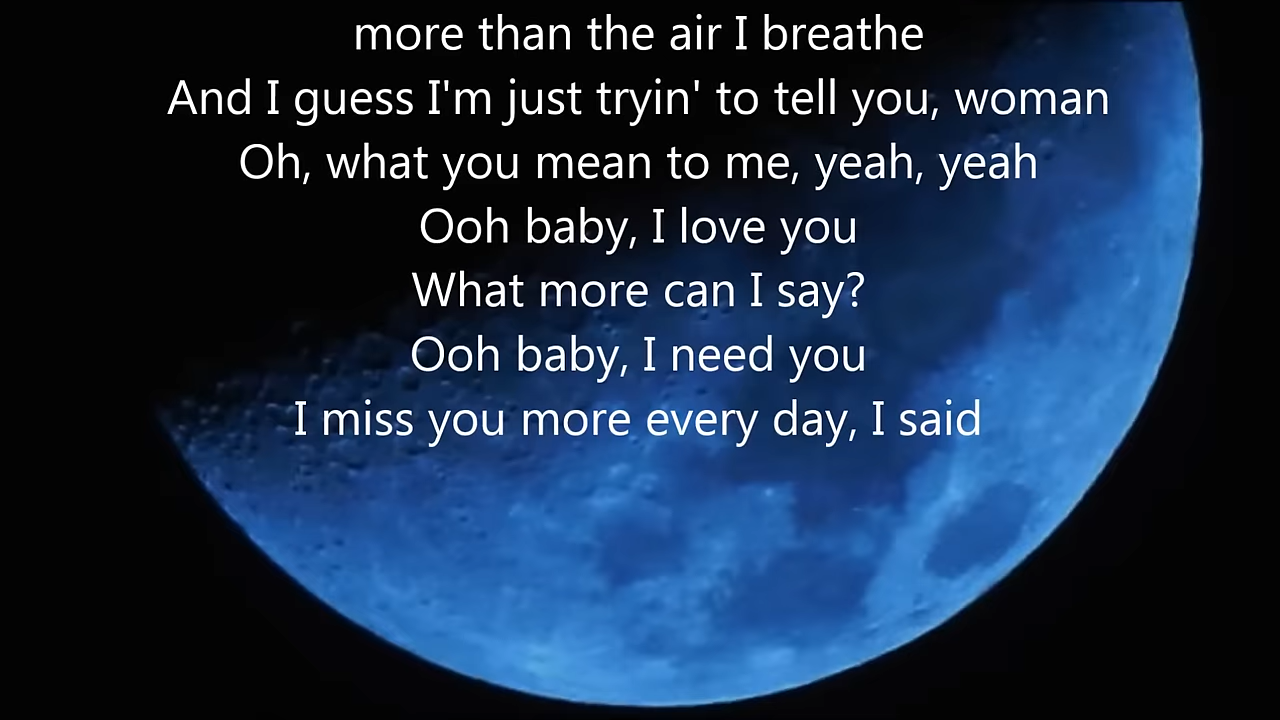 more than the air I breathe
And I guess I'm just tryin' to tell you, woman
Oh, what you mean to me, yeah, yeah
Ooh baby, I love you
What more can I say?
Ooh baby, I need you
I miss you more every day, I said